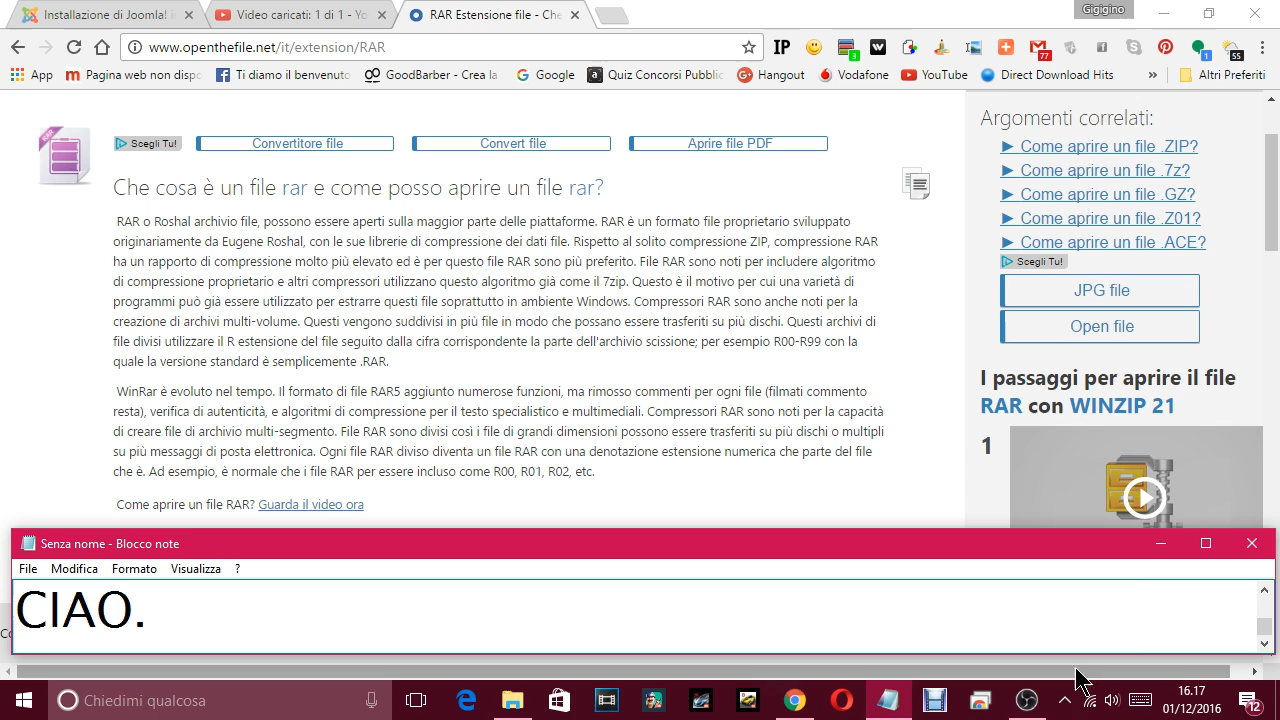 Installazione di Joomla! i
Video caricati: 1 di 1 - Yo
RAR Estensione file - Che
Gigigino
www.openthefile.net/it/extension/RAR
IP
3
77
1
55
App
Pagina web non dispo
Ti diamo il benvenuto
GoodBarber - Crea la
Google
Quiz Concorsi Pubblic
Hangout
Vodafone
YouTube
Direct Download Hits
»
Altri Preferiti
RAR
Scegli Tu!
Convertitore file
Convert file
Aprire file PDF
Che cosa è un file rar e come posso aprire un file rar?
RAR o Roshal archivio file, possono essere aperti sulla maggior parte delle piattaforme. RAR è un formato file proprietario sviluppato
originariamente da Eugene Roshal, con le sue librerie di compressione dei dati file. Rispetto al solito compressione ZIP, compressione RAR
ha un rapporto di compressione molto più elevato ed è per questo file RAR sono più preferito. File RAR sono noti per includere algoritmo
di compressione proprietario e altri compressori utilizzano questo algoritmo già come il 7zip. Questo è il motivo per cui una varietà di
programmi può già essere utilizzato per estrarre questi file soprattutto in ambiente Windows. Compressori RAR sono anche noti per la
creazione di archivi multi-volume. Questi vengono suddivisi in più file in modo che possano essere trasferiti su più dischi. Questi archivi di
file divisi utilizzare il R estensione del file seguito dalla cifra corrispondente la parte dell'archivio scissione; per esempio R00-R99 con la
quale la versione standard è semplicemente .RAR.
WinRar è evoluto nel tempo. Il formato di file RAR5 aggiunto numerose funzioni, ma rimosso commenti per ogni file (filmati commento
resta), verifica di autenticità, e algoritmi di compressione per il testo specialistico e multimediali. Compressori RAR sono noti per la capacità
di creare file di archivio multi-segmento. File RAR sono divisi così i file di grandi dimensioni possono essere trasferiti su più dischi o multipli
su più messaggi di posta elettronica. Ogni file RAR diviso diventa un file RAR con una denotazione estensione numerica che parte del file
che è. Ad esempio, è normale che i file RAR per essere incluso come R00, R01, R02, etc.
Come aprire un file RAR? Guarda il video ora
Argomenti correlati:
► Come aprire un file .ZIP?
► Come aprire un file .7z?
► Come aprire un file .GZ?
► Come aprire un file .Z01?
► Come aprire un file .ACE?
Scegli Tu!
JPG file
Open file
I passaggi per aprire il file
RAR con WINZIP 21
1
Senza nome - Blocco note
File Modifica Formato Visualizza ?
CIAO.
Chiedimi qualcosa
16.17
01/12/2016
12